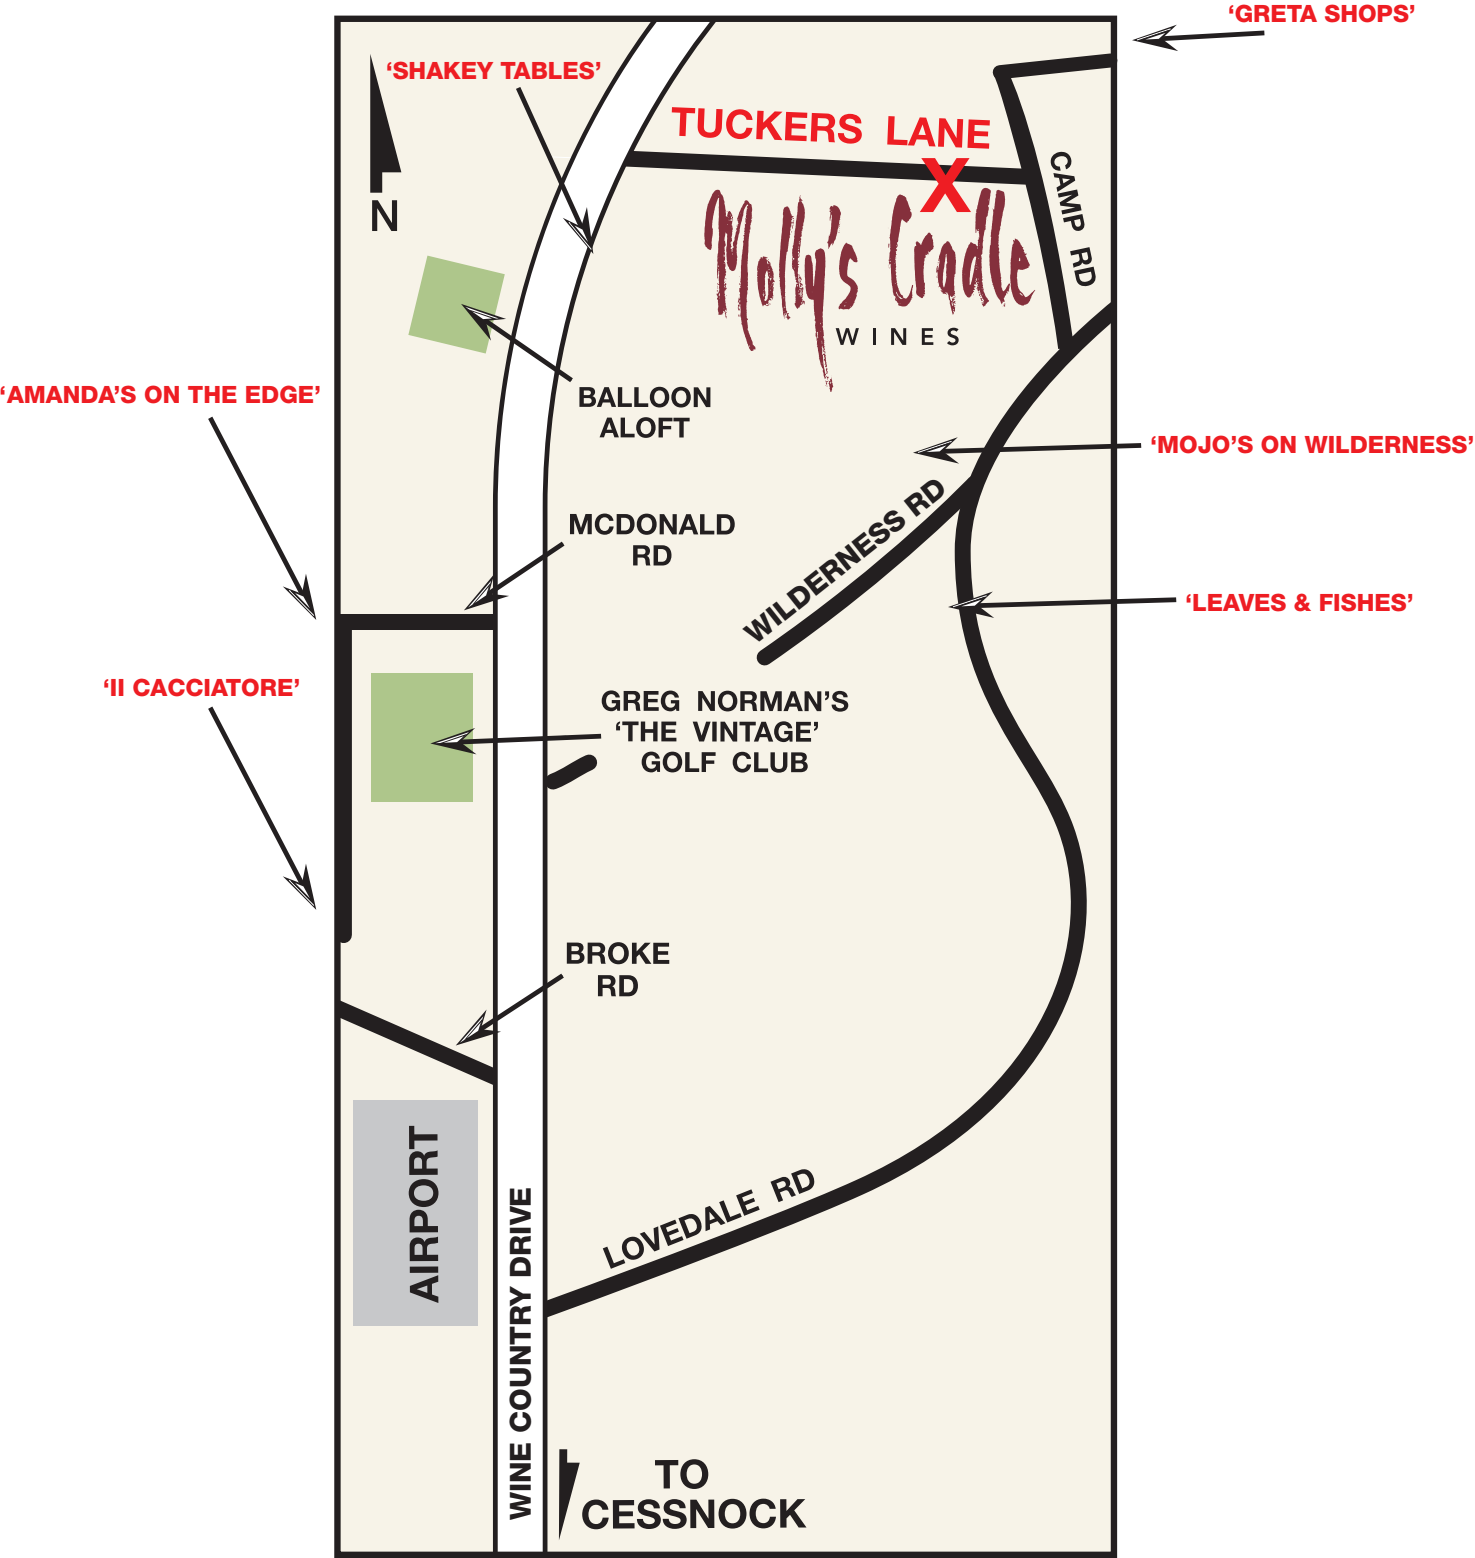 ‘GRETA SHOPS’
‘SHAKEY TABLES’
TUCKERS LANE
X
CAMP RD
N
Molly's Cradle
WINES
BALLOON
ALOFT
‘AMANDA’S ON THE EDGE’
‘MOJO’S ON WILDERNESS’
WILDERNESS RD
MCDONALD
RD
‘LEAVES & FISHES’
‘II CACCIATORE’
GREG NORMAN’S
‘THE VINTAGE’
GOLF CLUB
BROKE
RD
AIRPORT
LOVEDALE RD
WINE COUNTRY DRIVE
TO
CESSNOCK